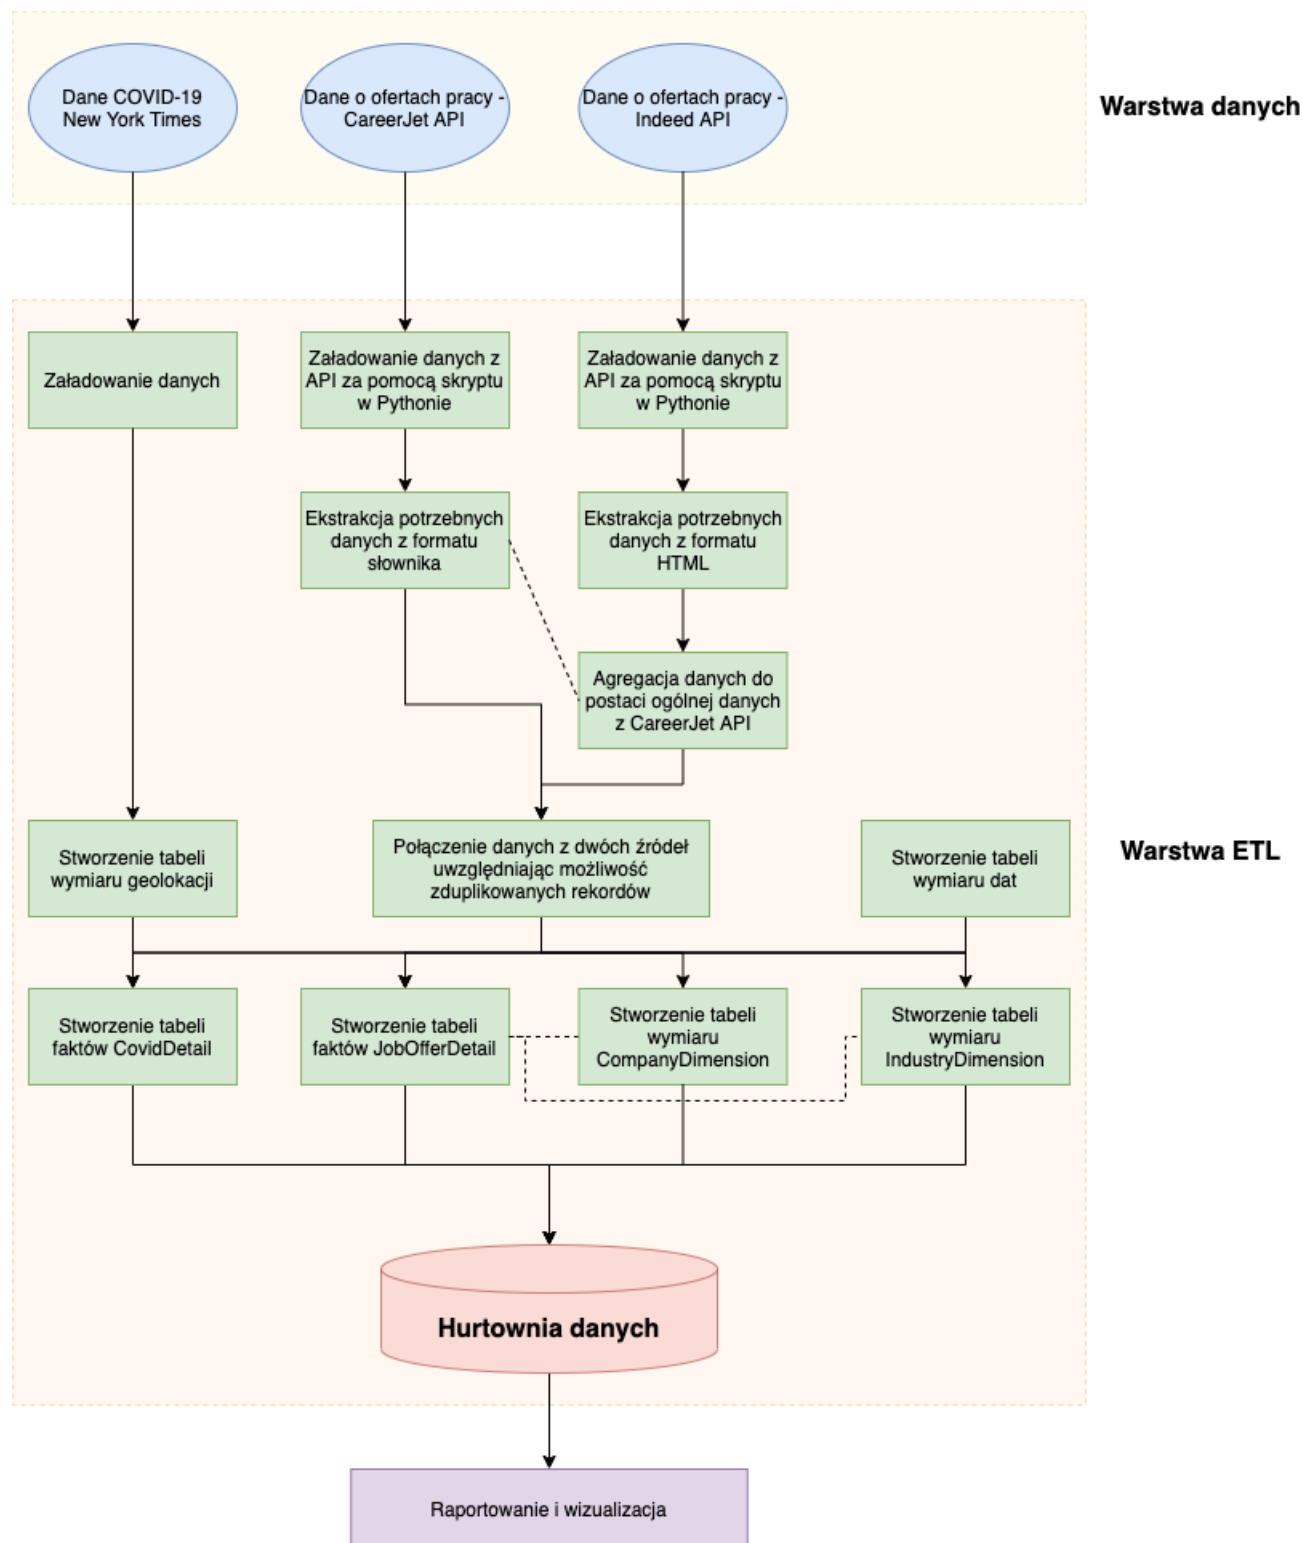 Dane COVID-19
New York Times
Dane o ofertach pracy -
CareerJet API
Dane o ofertach pracy -
Indeed API
Warstwa danych
Załadowanie danych
Załadowanie danych z
API za pomocą skryptu
w Pythonie
Załadowanie danych z
API za pomocą skryptu
w Pythonie
Ekstrakcja potrzebnych
danych z formatu
słownika
Ekstrakcja potrzebnych
danych z formatu
HTML
Agregacja danych do
postaci ogólnej danych
z CareerJet API
Stworzenie tabeli
wymiaru geolokacji
Połączenie danych z dwóch źródeł
uwzględniając możliwość
zduplikowanych rekordów
Stworzenie tabeli
wymiaru dat
Warstwa ETL
Stworzenie tabeli
faktów CovidDetail
Stworzenie tabeli
faktów JobOfferDetail
Stworzenie tabeli
wymiaru
CompanyDimension
Stworzenie tabeli
wymiaru
IndustryDimension
Hurtownia danych
Raportowanie i wizualizacja